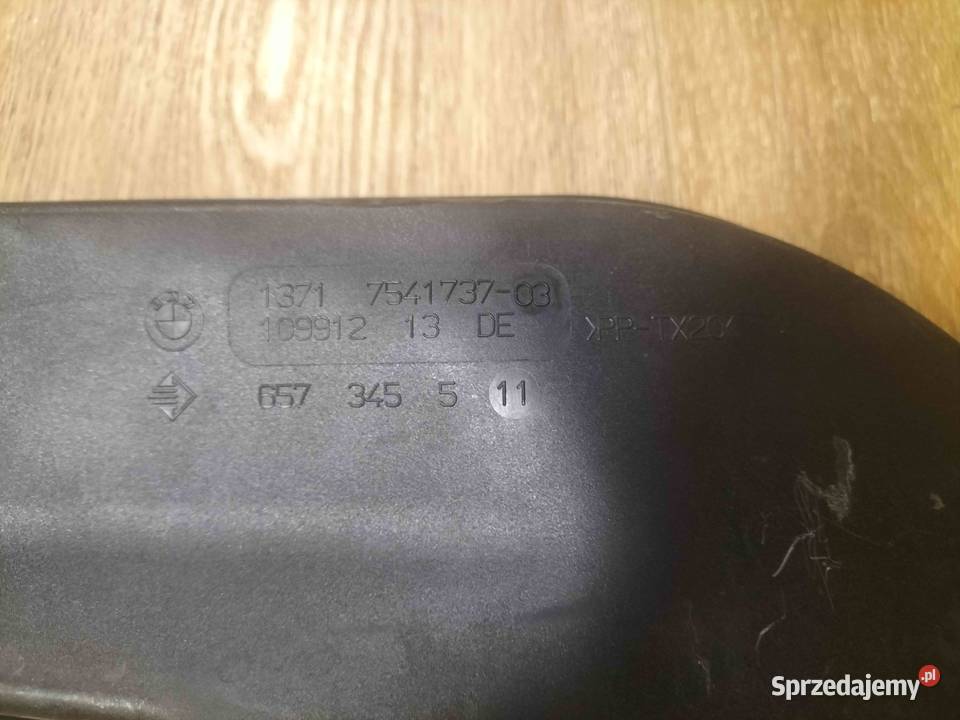 1371 7541737-03
109912 13 DE >PP-TX20<
657 345 5 11
Sprzedajemy.pl